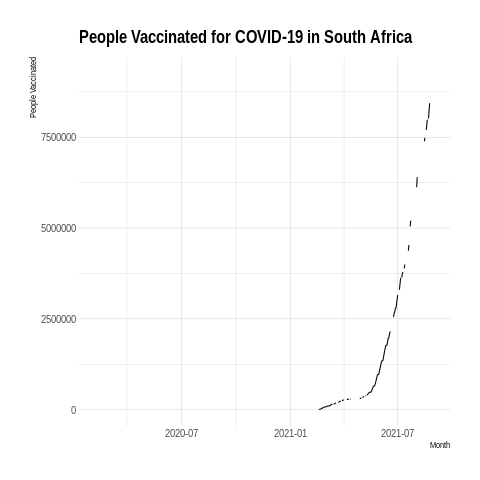 People Vaccinated for COVID-19 in South Africa
People Vaccinated
7500000
5000000
2500000
0
2020-07
2021-01
2021-07
Month